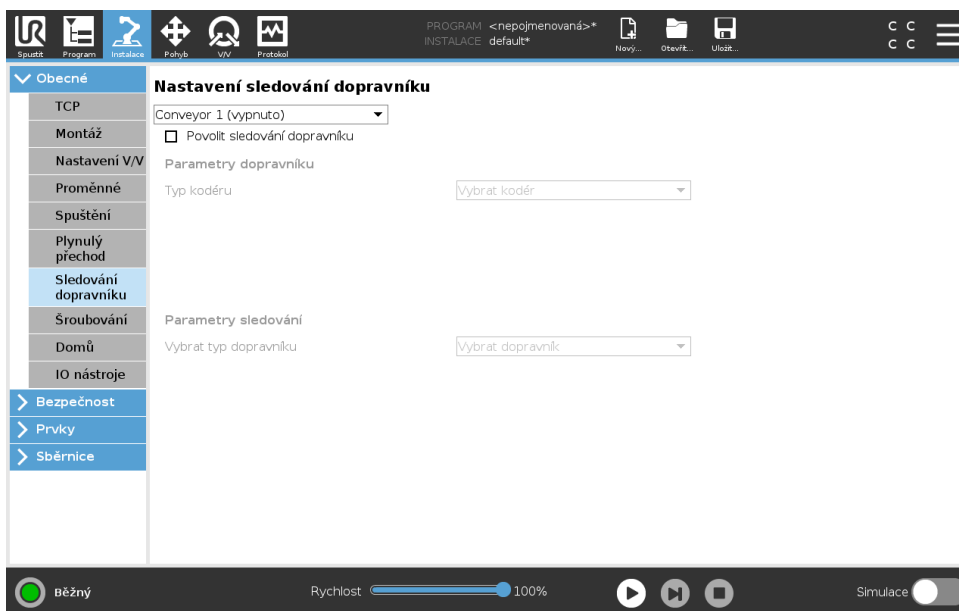 UR
PROGRAM <nepojmenovaná>*
INSTALACE default*
C C
C C
Spustit Program Instalace Pohyb V/V Protokol Nový... Otevřít... Uložit...
Obecné
TCP
Montáž
Nastavení V/V
Proměnné
Spuštění
Plynulý
přechod
Sledování
dopravníku
Šroubování
Domů
IO nástroje
Bezpečnost
Prvky
Sběrnice
Nastavení sledování dopravníku
Conveyor 1 (vypnuto)
Povolit sledování dopravníku
Parametry dopravníku
Typ kodéru Vybrat kodér
Parametry sledování
Vybrat typ dopravníku Vybrat dopravník
Běžný Rychlost 100% Simulace